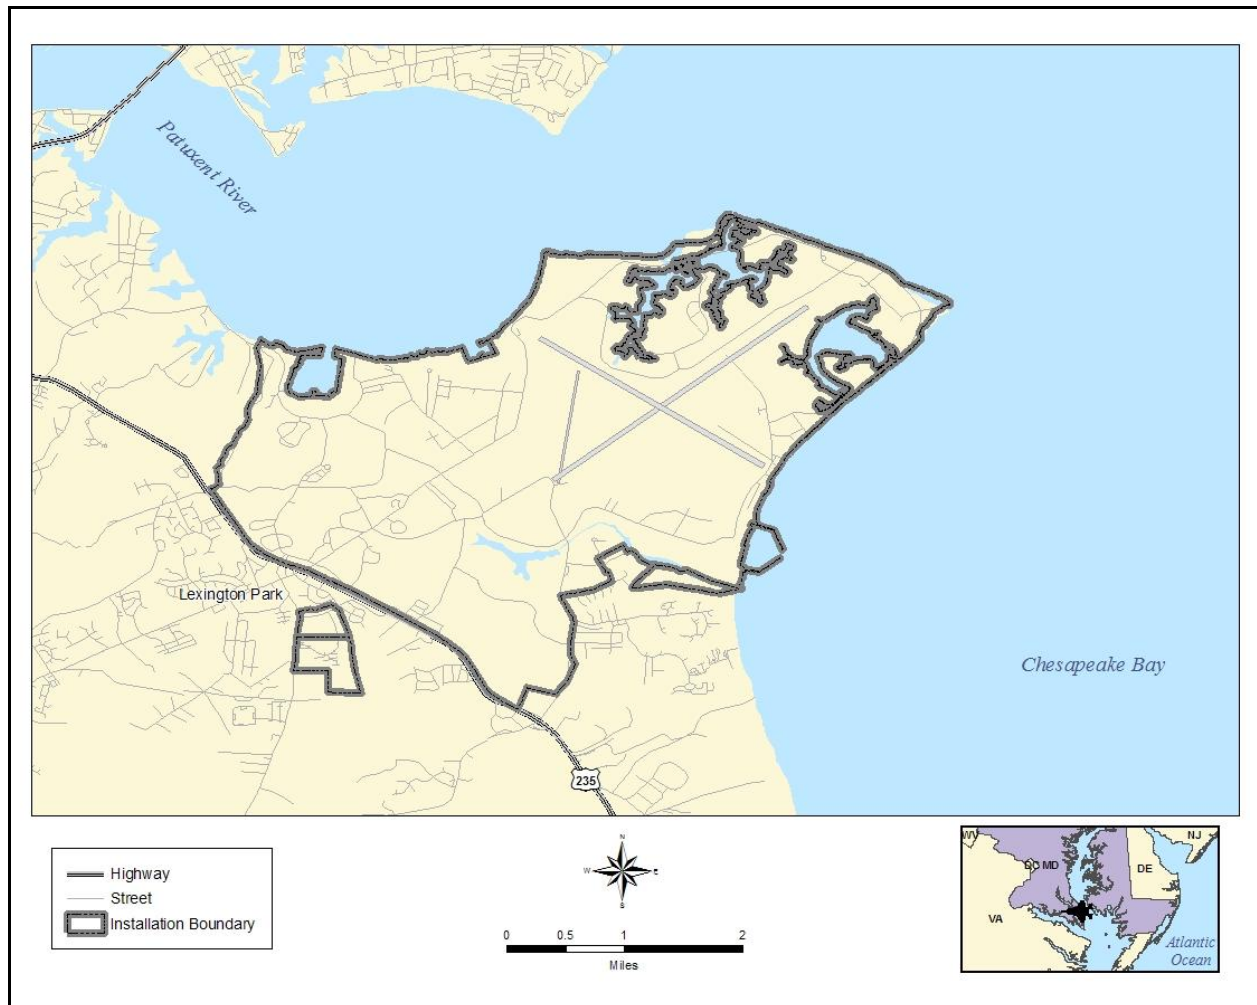 Patuxent River
Lexington Park
Chesapeake Bay
235
Highway
Street
Installation Boundary
N
W
E
S
0 0.5 1 2
Miles
WV
NJ
DC MD
DE
VA
Atlantic
Ocean